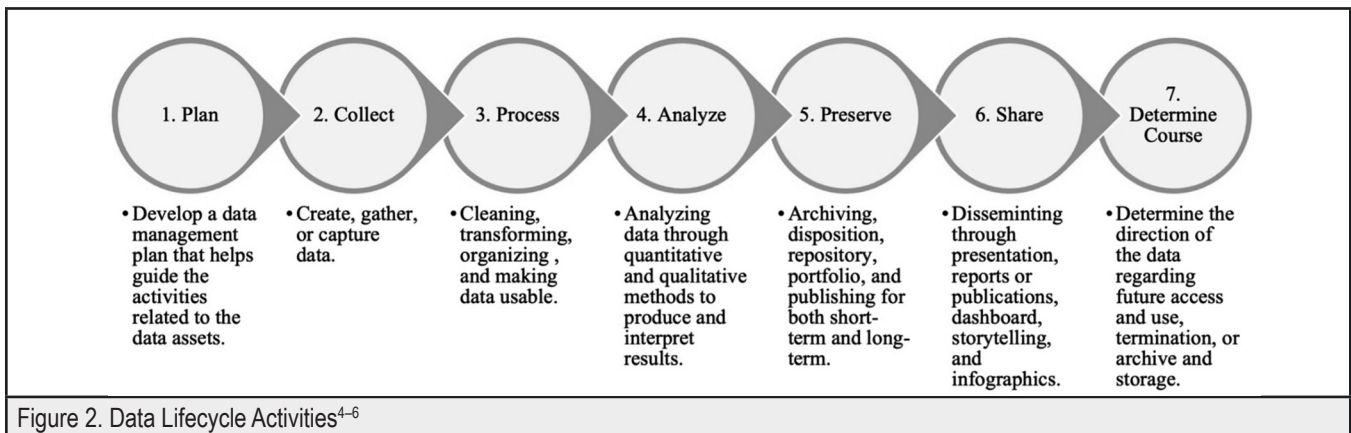 1. Plan
2. Collect
3. Process
4. Analyze
5. Preserve
6. Share
7.
Determine
Course
• Develop a data
management
plan that helps
guide the
activities
related to the
data assets.
• Create, gather,
or capture
data.
• Cleaning,
transforming,
organizing ,
and making
data usable.
• Analyzing
data through
quantitative
and qualitative
methods to
produce and
interpret
results.
• Archiving,
disposition,
repository,
portfolio, and
publishing for
both short-
term and long-
term.
• Disseminting
through
presentation,
reports or
publications,
dashboard,
storytelling,
and
infographics.
• Determine the
direction of
the data
regarding
future access
and use,
termination, or
archive and
storage.
Figure 2. Data Lifecycle Activities⁴⁻⁶